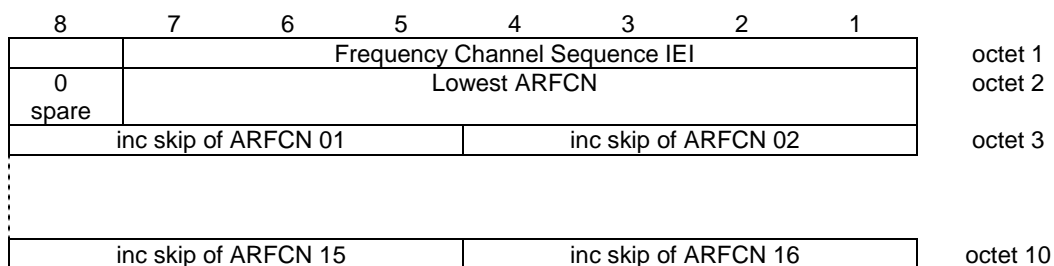 8 7 6 5 4 3 2 1
Frequency Channel Sequence IEI octet 1
0 Lowest ARFCN octet 2
spare
inc skip of ARFCN 01 inc skip of ARFCN 02 octet 3
inc skip of ARFCN 15 inc skip of ARFCN 16 octet 10